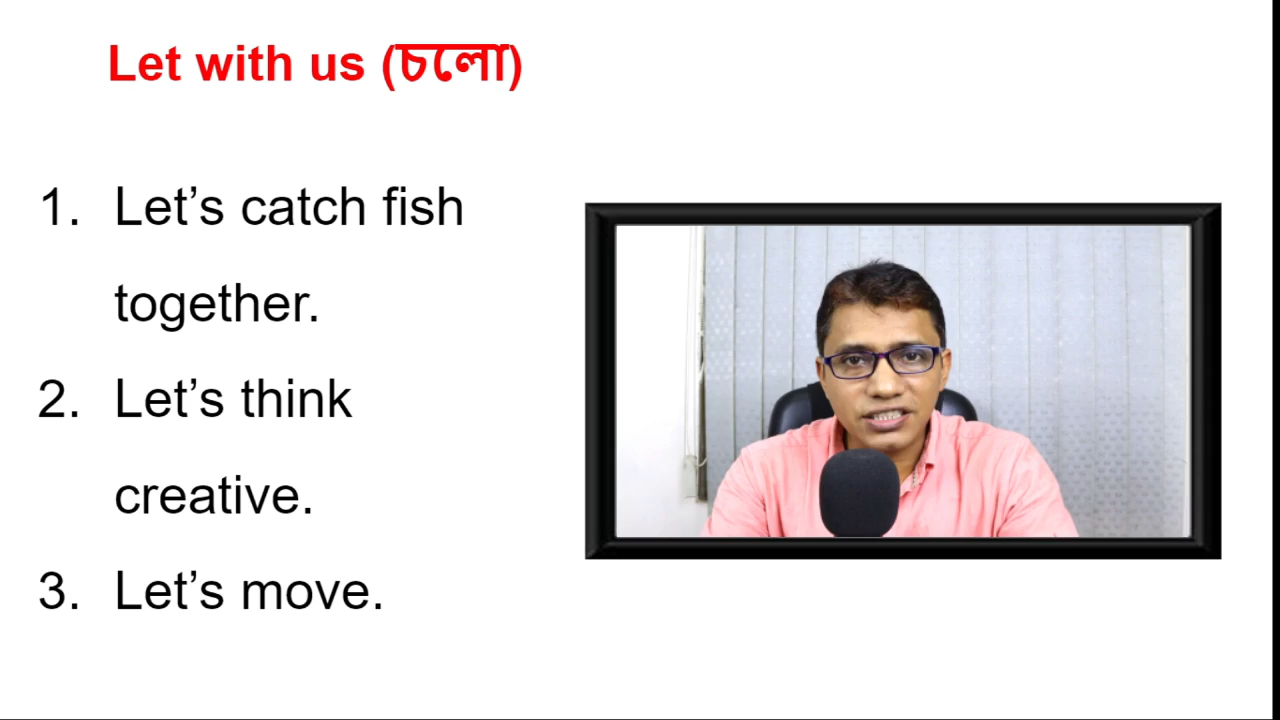 Let with us (চলো)
1. Let’s catch fish
together.
2. Let’s think
creative.
3. Let’s move.